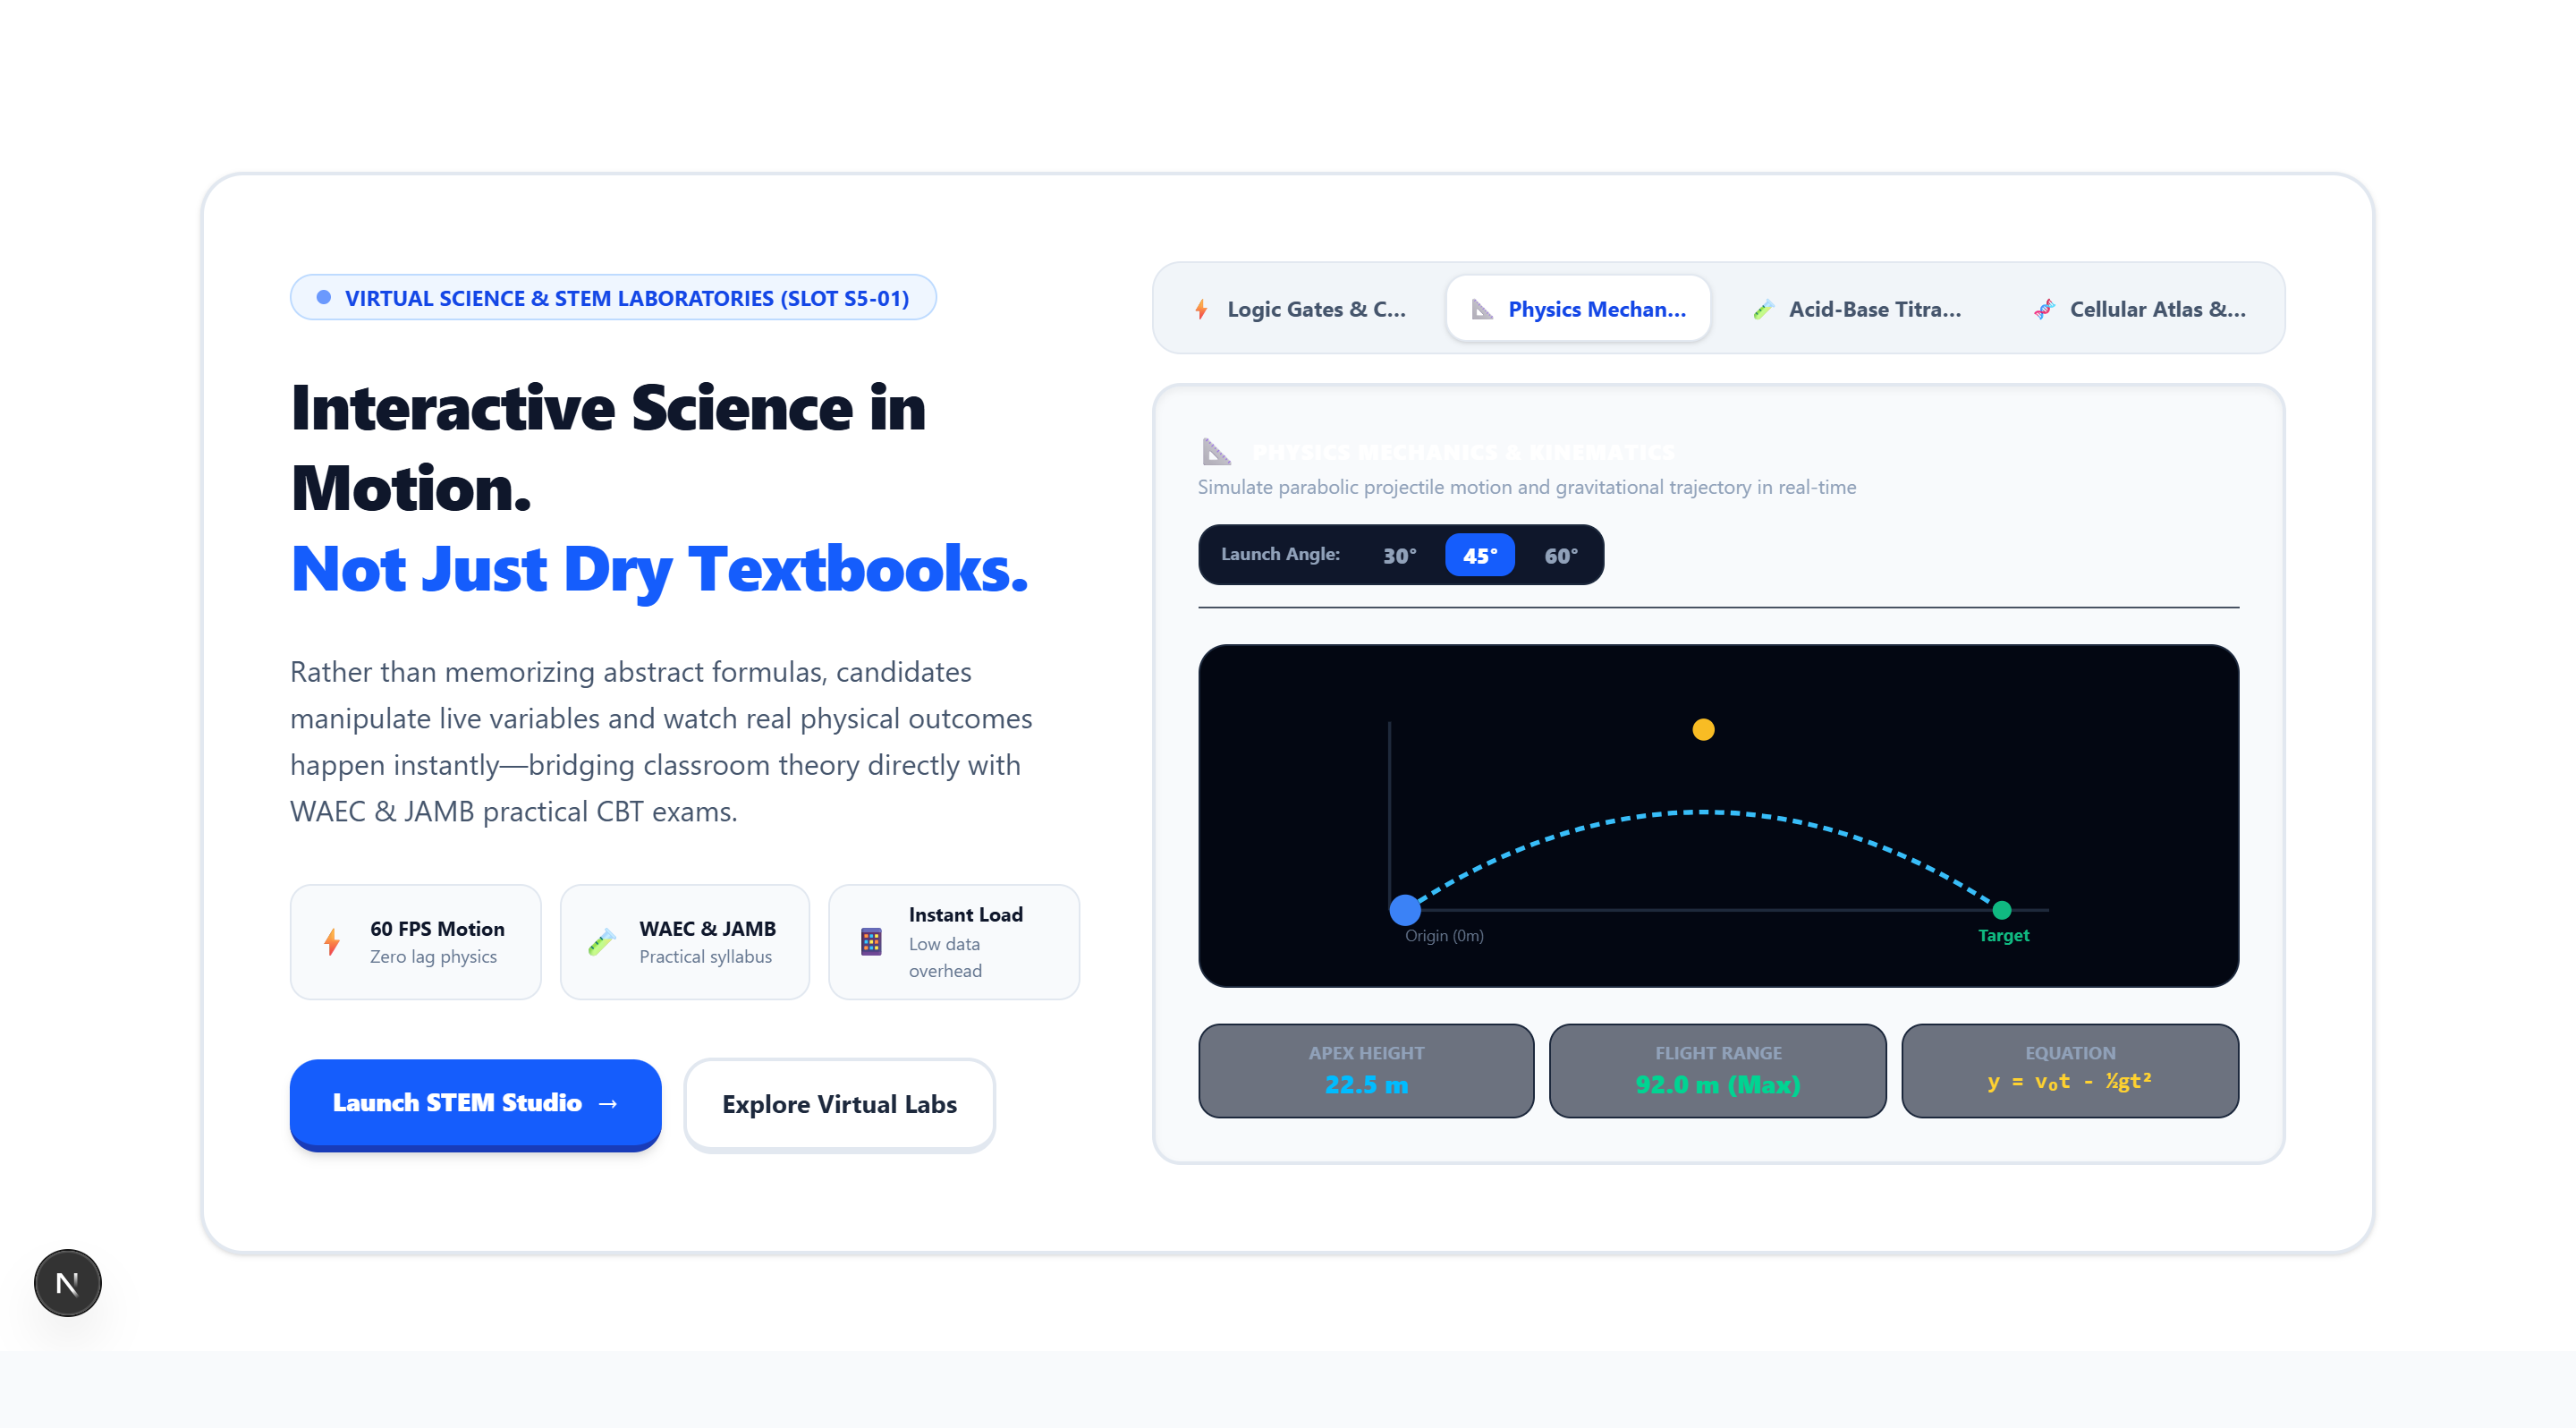 VIRTUAL SCIENCE & STEM LABORATORIES (SLOT S5-01)
Interactive Science in
Motion.
Not Just Dry Textbooks.
Rather than memorizing abstract formulas, candidates
manipulate live variables and watch real physical outcomes
happen instantly—bridging classroom theory directly with
WAEC & JAMB practical CBT exams.
60 FPS Motion
Zero lag physics
WAEC & JAMB
Practical syllabus
Instant Load
Low data
overhead
Launch STEM Studio →
Explore Virtual Labs
Logic Gates & C...
Physics Mechan...
Acid-Base Titra...
Cellular Atlas &...
PHYSICS MECHANICS & KINEMATICS
Simulate parabolic projectile motion and gravitational trajectory in real-time
Launch Angle: 30° 45° 60°
Origin (0m)
Target
APEX HEIGHT
22.5 m
FLIGHT RANGE
92.0 m (Max)
EQUATION
y = v₀t - ½gt²
N